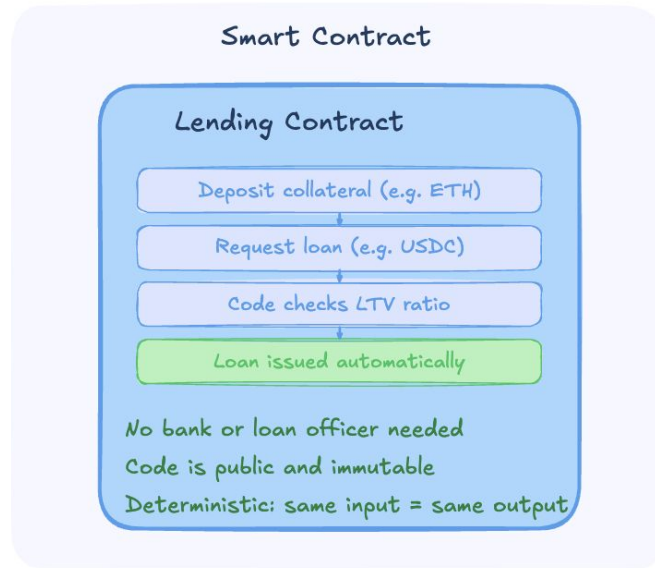 Smart Contract
Lending Contract
Deposit collateral (e.g. ETH)
Request loan (e.g. USDC)
Code checks LTV ratio
Loan issued automatically
No bank or loan officer needed
Code is public and immutable
Deterministic: same input = same output